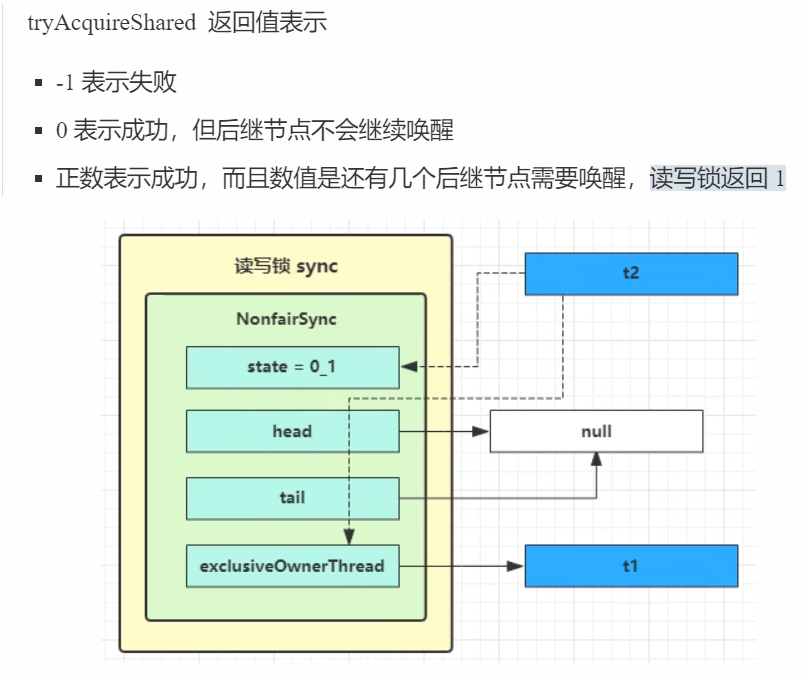 tryAcquireShared 返回值表示
▪ -1 表示失败
▪ 0 表示成功，但后继节点不会继续唤醒
▪ 正数表示成功，而且数值是还有几个后继节点需要唤醒，读写锁返回 1
读写锁 sync
t2
NonfairSync
state = 0_1
head
null
tail
exclusiveOwnerThread
t1